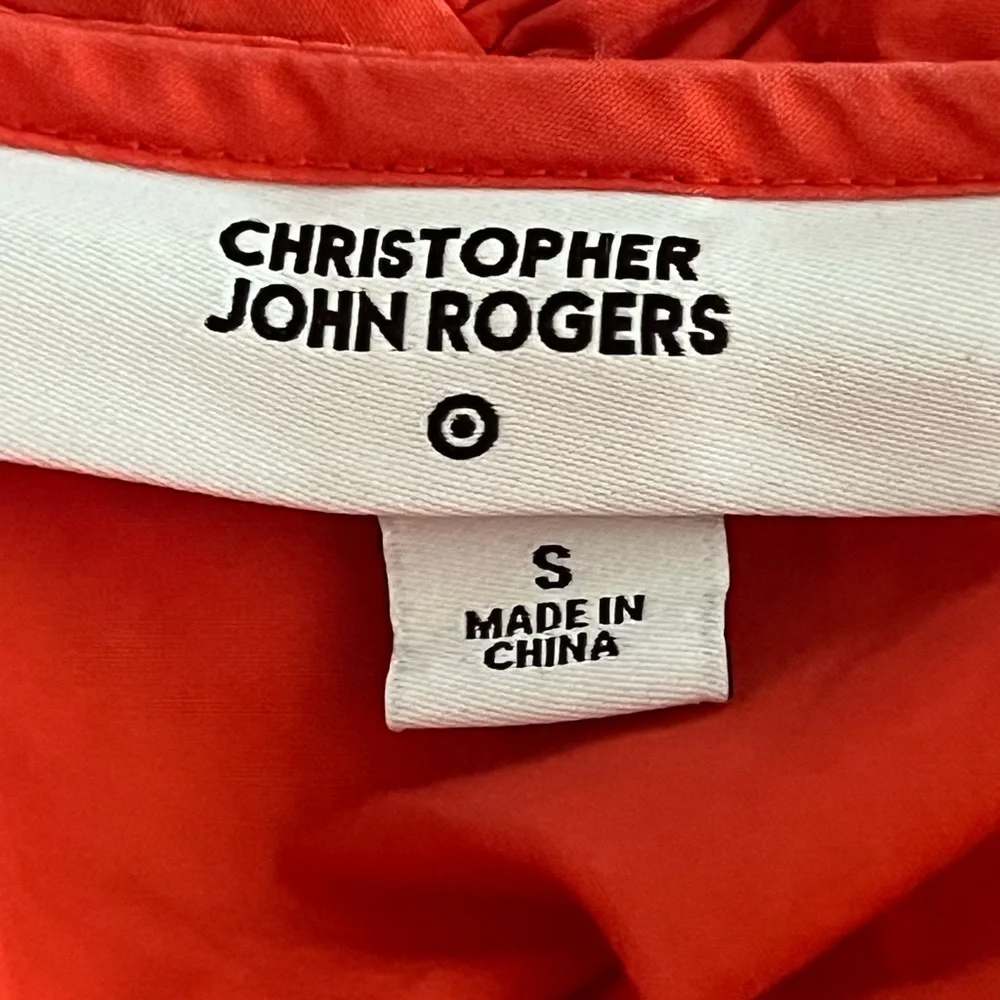 CHRISTOPHER
JOHN ROGERS
S
MADE IN
CHINA